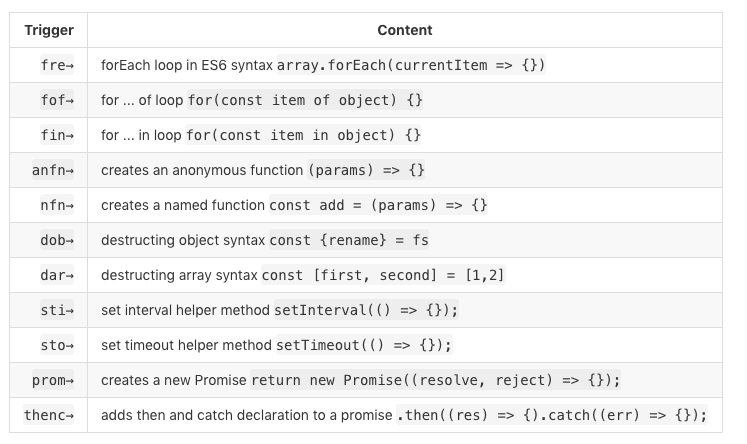 Trigger Content
fre→ forEach loop in ES6 syntax array.forEach(currentItem => {})
fof→ for ... of loop for(const item of object) {}
fin→ for ... in loop for(const item in object) {}
anfn→ creates an anonymous function (params) => {}
nfn→ creates a named function const add = (params) => {}
dob→ destructing object syntax const {rename} = fs
dar→ destructing array syntax const [first, second] = [1,2]
sti→ set interval helper method setInterval(() => {});
sto→ set timeout helper method setTimeout(() => {});
prom→ creates a new Promise return new Promise((resolve, reject) => {});
thenc→ adds then and catch declaration to a promise .then((res) => {).catch((err) => {});